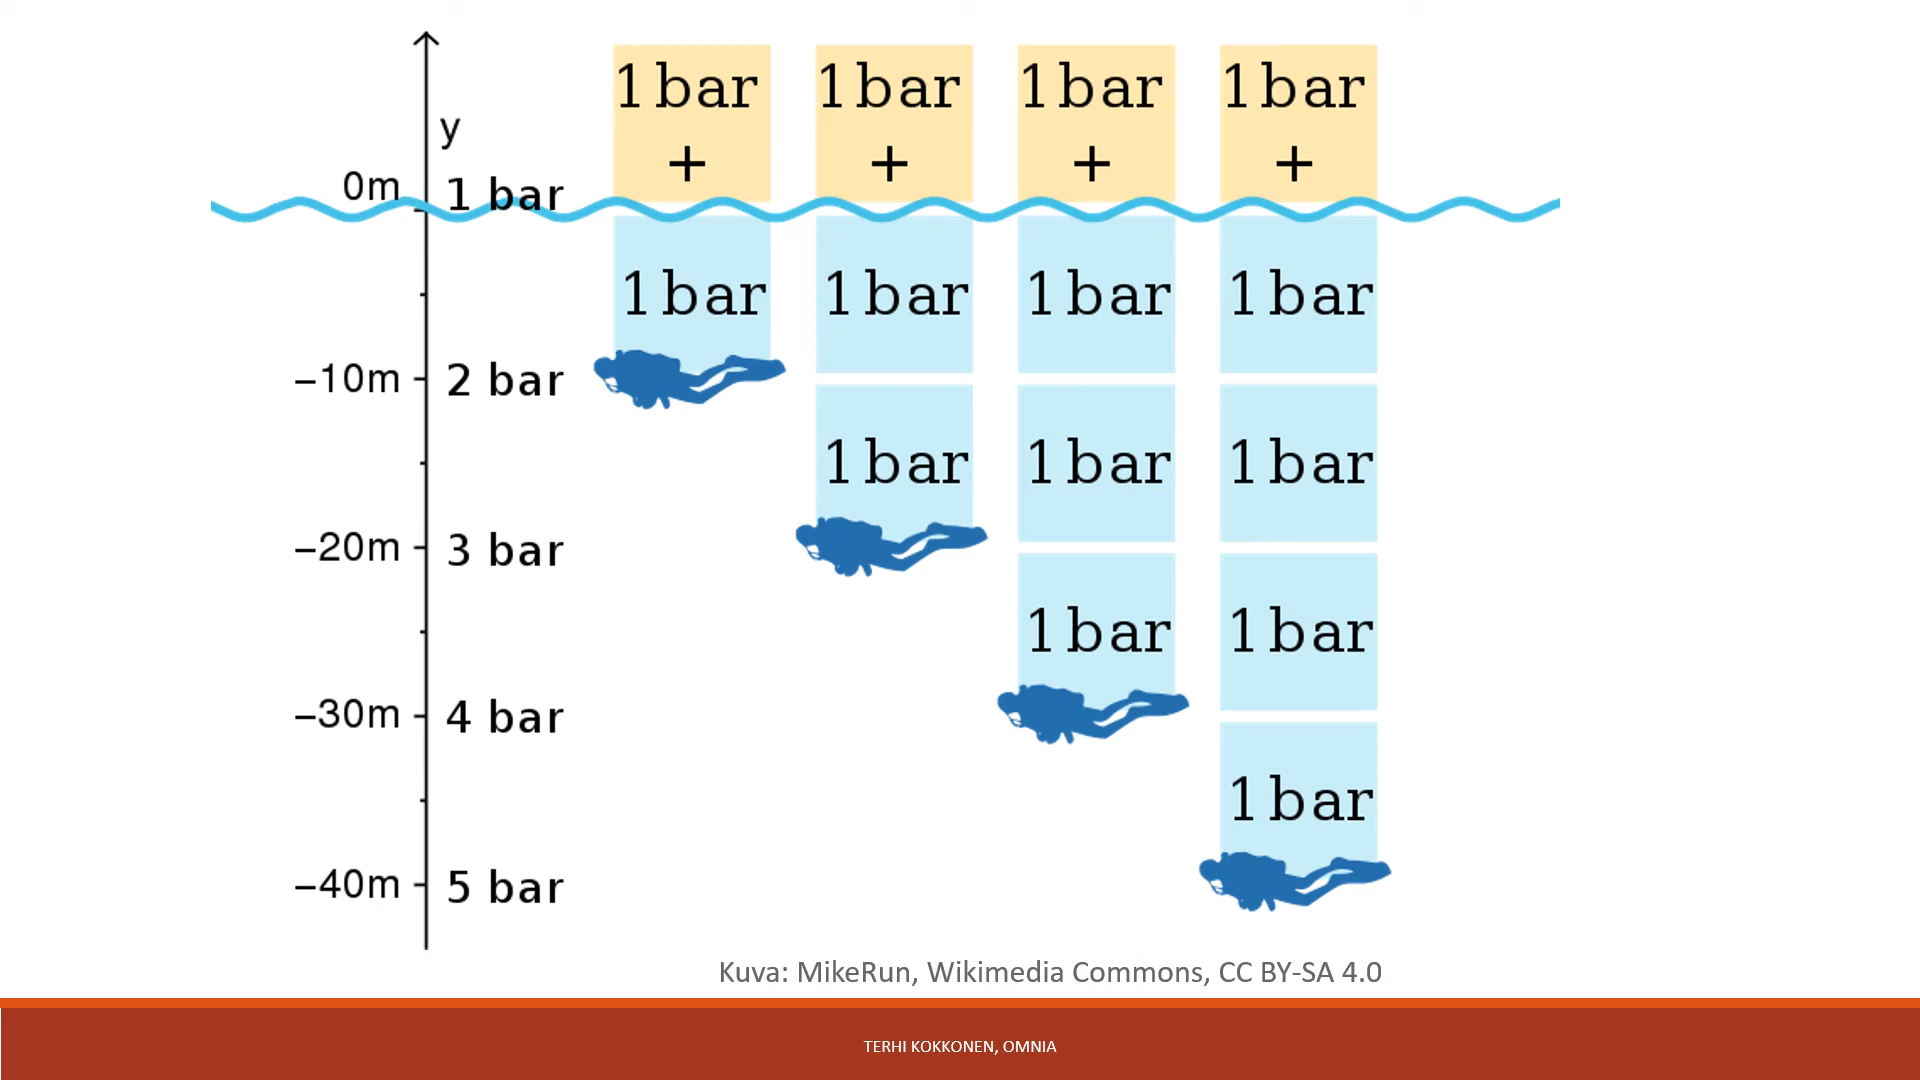 1 bar 1 bar 1 bar 1 bar
y
+ + + +
0m 1 bar
1 bar 1 bar 1 bar 1 bar
−10m 2 bar
1 bar 1 bar 1 bar
−20m 3 bar
1 bar 1 bar
−30m 4 bar
1 bar
−40m 5 bar
Kuva: MikeRun, Wikimedia Commons, CC BY-SA 4.0
TERHI KOKKONEN, OMNIA